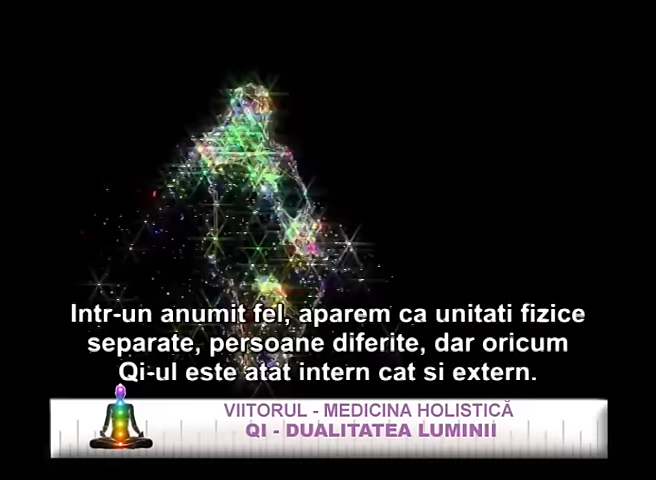 Intr-un anumit fel, aparem ca unitati fizice
separate, persoane diferite, dar oricum
Qi-ul este atat intern cat si extern.
VIITORUL - MEDICINA HOLISTICĂ
QI - DUALITATEA LUMINII